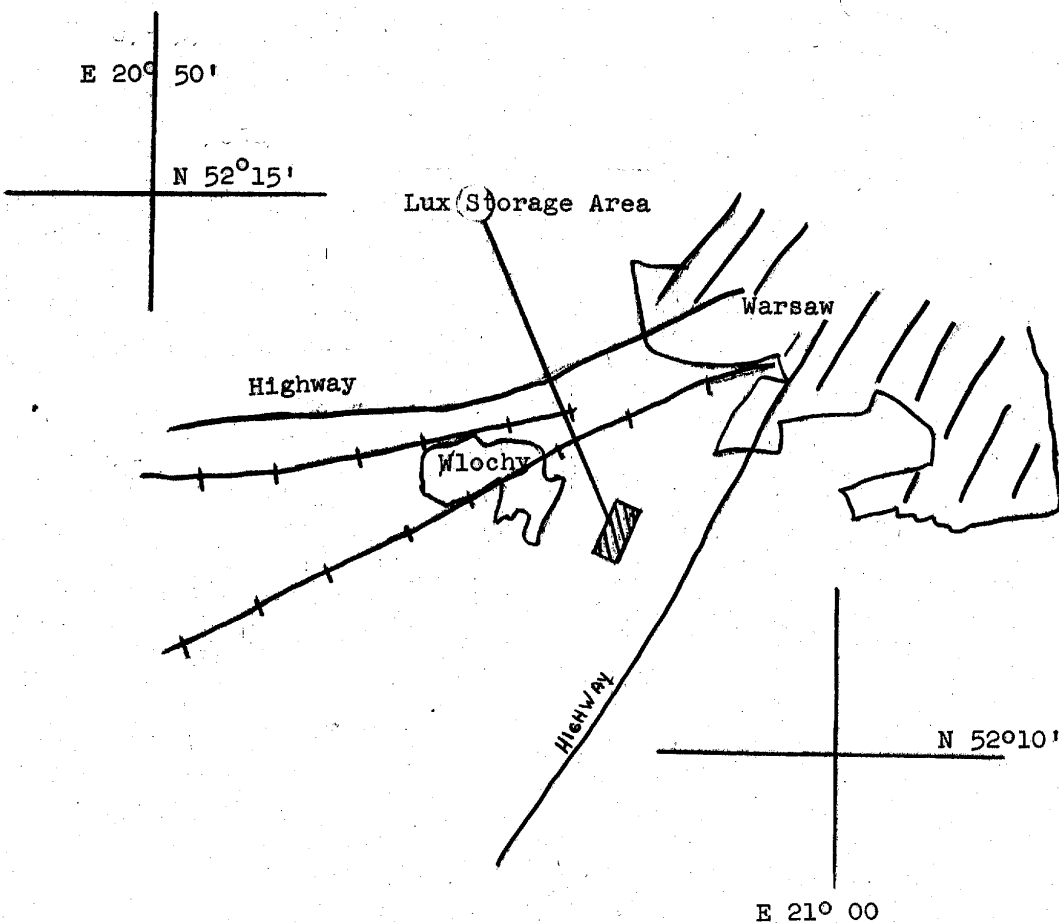 E 20° 50'
N 52°15'
Lux Storage Area
Warsaw
Highway
Wlochy
HIGHWAY
N 52°10'
E 21° 00